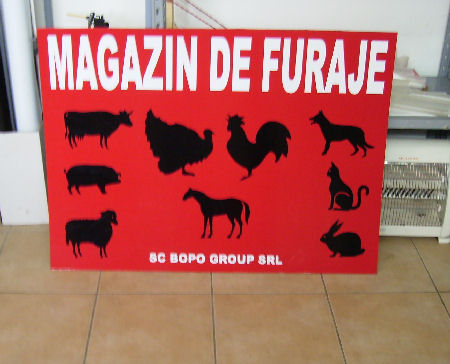 MAGAZIN DE FURAJE
SC BOPO GROUP SRL